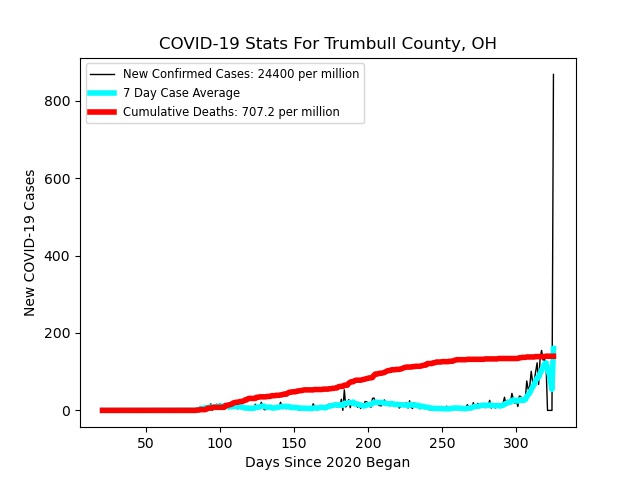 COVID-19 Stats For Trumbull County, OH
New Confirmed Cases: 24400 per million
7 Day Case Average
Cumulative Deaths: 707.2 per million
New COVID-19 Cases
800
600
400
200
0
50 100 150 200 250 300
Days Since 2020 Began